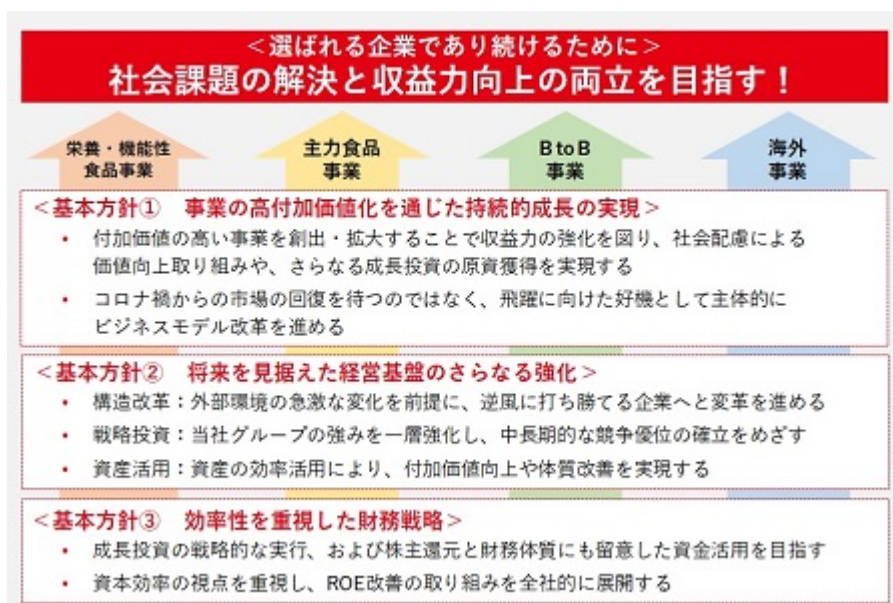 ＜選ばれる企業であり続けるために＞
社会課題の解決と収益力向上の両立を目指す！
栄養・機能性
食品事業
主力食品
事業
BtoB
事業
海外
事業
＜基本方針① 事業の高付加価値化を通じた持続的成長の実現＞
・ 付加価値の高い事業を創出・拡大することで収益力の強化を図り、社会配慮による
価値向上取り組みや、さらなる成長投資の原資獲得を実現する
・ コロナ禍からの市場の回復を待つのではなく、飛躍に向けた好機として主体的に
ビジネスモデル改革を進める
＜基本方針② 将来を見据えた経営基盤のさらなる強化＞
・ 構造改革：外部環境の急激な変化を前提に、逆風に打ち勝てる企業へと変革を進める
・ 戦略投資：当社グループの強みを一層強化し、中長期的な競争優位の確立をめざす
・ 資産活用：資産の効率活用により、付加価値向上や体質改善を実現する
＜基本方針③ 効率性を重視した財務戦略＞
・ 成長投資の戦略的な実行、および株主還元と財務体質にも留意した資金活用を目指す
・ 資本効率の視点を重視し、ROE改善の取り組みを全社的に展開する